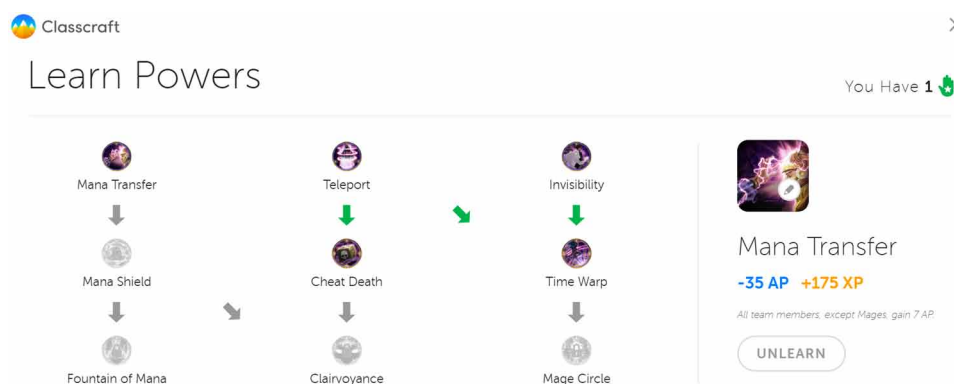 Classcraft
Learn Powers
You Have 1
Mana Transfer
Teleport
Invisibility
Mana Shield
Cheat Death
Time Warp
Fountain of Mana
Clairvoyance
Mage Circle
Mana Transfer
-35 AP +175 XP
All team members, except Mages, gain 7 AP.
UNLEARN